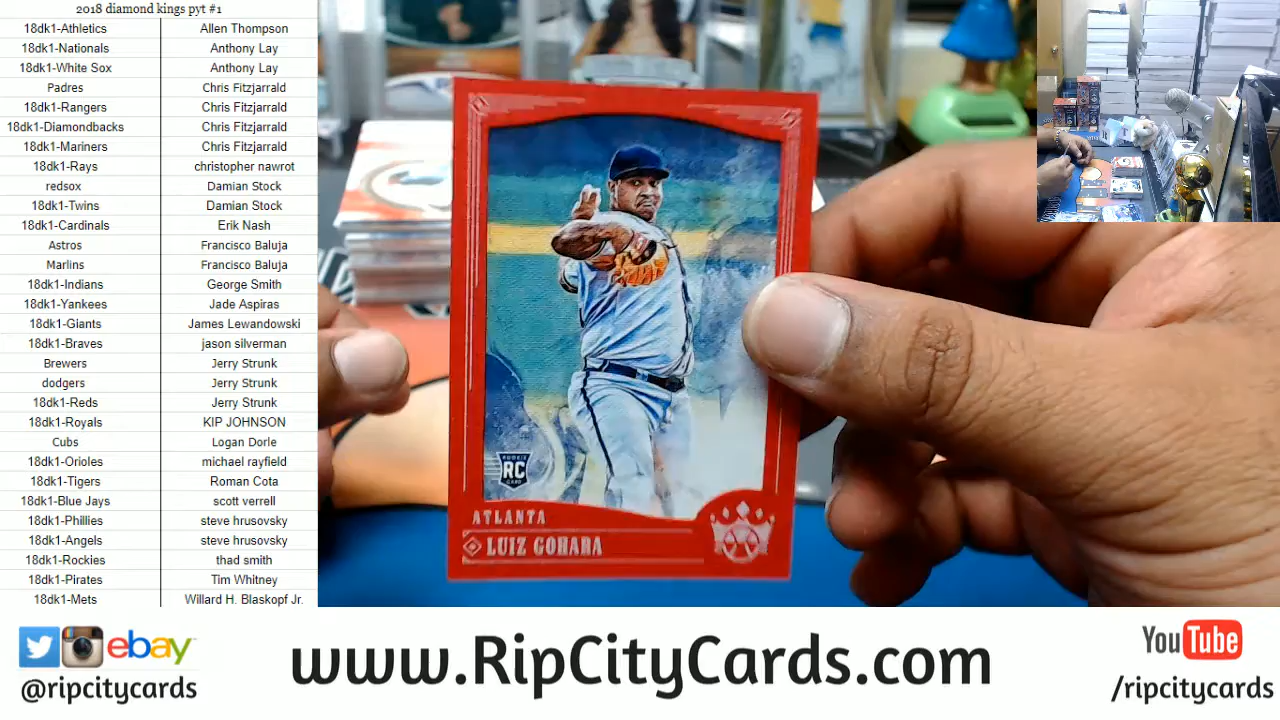 2018 diamond kings pyt #1
18dk1-Athletics Allen Thompson
18dk1-Nationals Anthony Lay
18dk1-White Sox Anthony Lay
Padres Chris Fitzjarrald
18dk1-Rangers Chris Fitzjarrald
18dk1-Diamondbacks Chris Fitzjarrald
18dk1-Mariners Chris Fitzjarrald
18dk1-Rays christopher nawrot
redsox Damian Stock
18dk1-Twins Damian Stock
18dk1-Cardinals Erik Nash
Astros Francisco Baluja
Marlins Francisco Baluja
18dk1-Indians George Smith
18dk1-Yankees Jade Aspiras
18dk1-Giants James Lewandowski
18dk1-Braves jason silverman
Brewers Jerry Strunk
dodgers Jerry Strunk
18dk1-Reds Jerry Strunk
18dk1-Royals KIP JOHNSON
Cubs Logan Dorle
18dk1-Orioles michael rayfield
18dk1-Tigers Roman Cota
18dk1-Blue Jays scott verrell
18dk1-Phillies steve hrusovsky
18dk1-Angels steve hrusovsky
18dk1-Rockies thad smith
18dk1-Pirates Tim Whitney
18dk1-Mets Willard H. Blaskopf Jr.
ROOKIE
RC
CARD
ATLANTA
LUIZ GOHARA
ebay
@ripcitycards
www.RipCityCards.com
YouTube
/ripcitycards